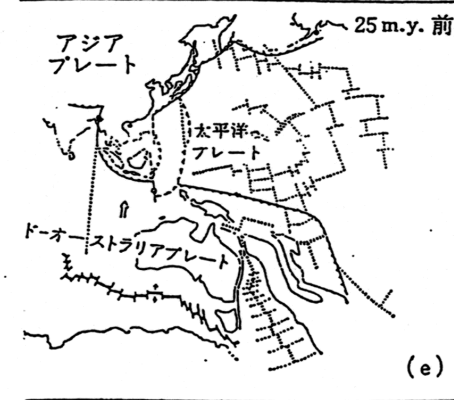 25 m.y. 前
アジア
プレート
太平洋
プレート
ドーオーストラリアプレート
(e)